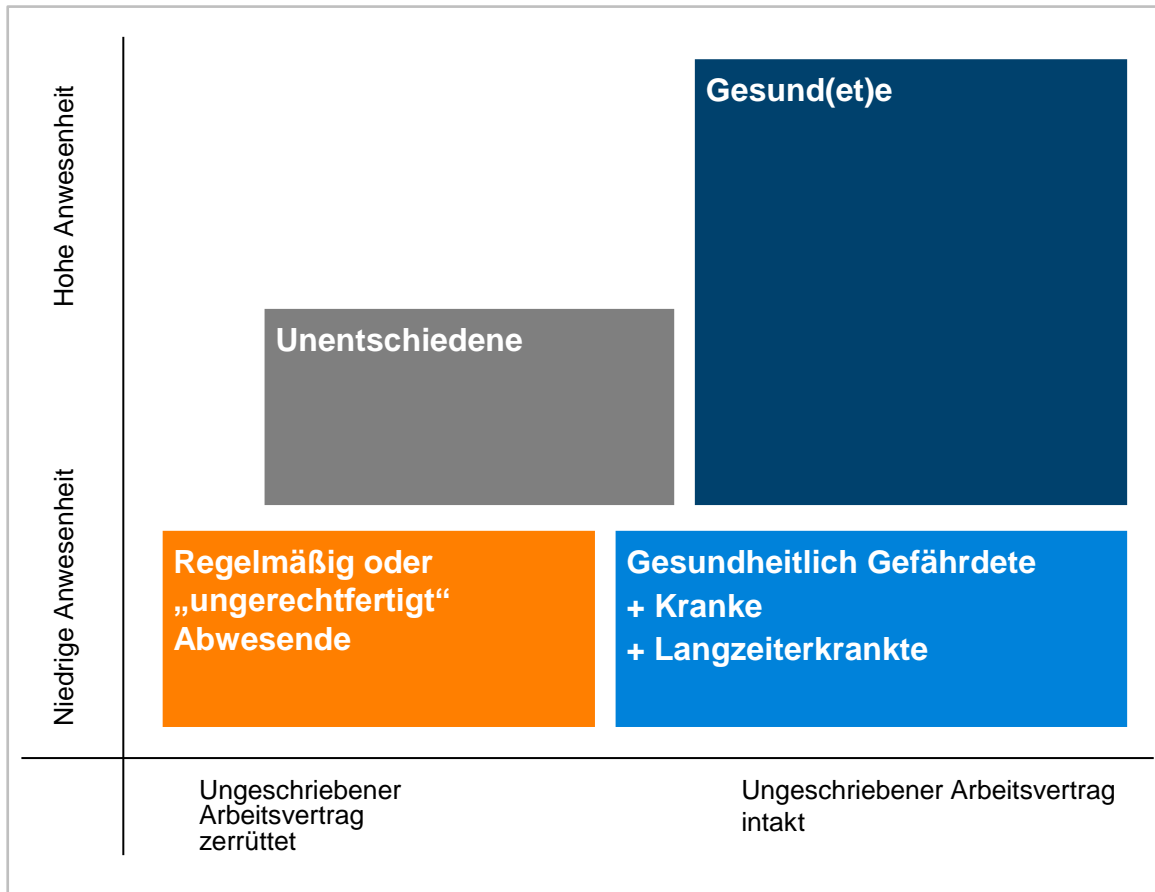 Hohe Anwesenheit
Niedrige Anwesenheit
Gesund(et)e
Unentschiedene
Regelmäßig oder
„ungerechtfertigt“
Abwesende
Gesundheitlich Gefährdete
+ Kranke
+ Langzeiterkrankte
Ungeschriebener
Arbeitsvertrag
zerrüttet
Ungeschriebener Arbeitsvertrag
intakt